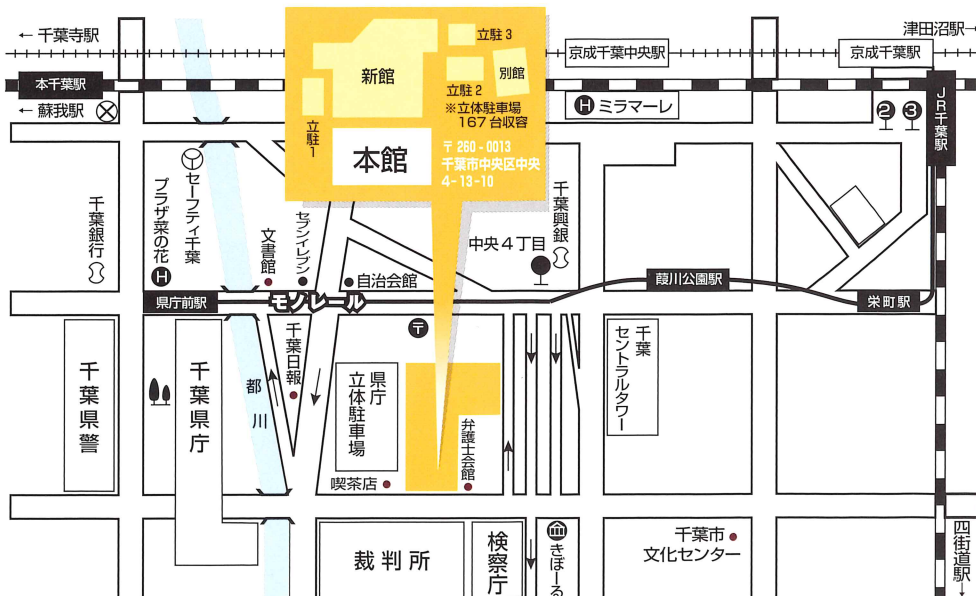 ← 千葉寺駅
津田沼駅→
京成千葉中央駅
京成千葉駅
本千葉駅
← 蘇我駅
JR千葉駅
新館
立駐3
別館
立駐2
※立体駐車場
167台収容
立駐1
本館
〒260-0013
千葉市中央区中央
4-13-10
H ミラマーレ
2
3
セーフティ千葉
プラザ菜の花
H
千葉銀行
文書館
セブンイレブン
自治会館
中央4丁目
千葉興銀
県庁前駅
モノレール
葭川公園駅
栄町駅
〒
千葉日報
都川
千葉県警
千葉県庁
県庁
立体駐車場
弁護士会館
喫茶店
千葉
セントラルタワー
裁判所
検察庁
きぼーる
千葉市
文化センター
四街道駅→